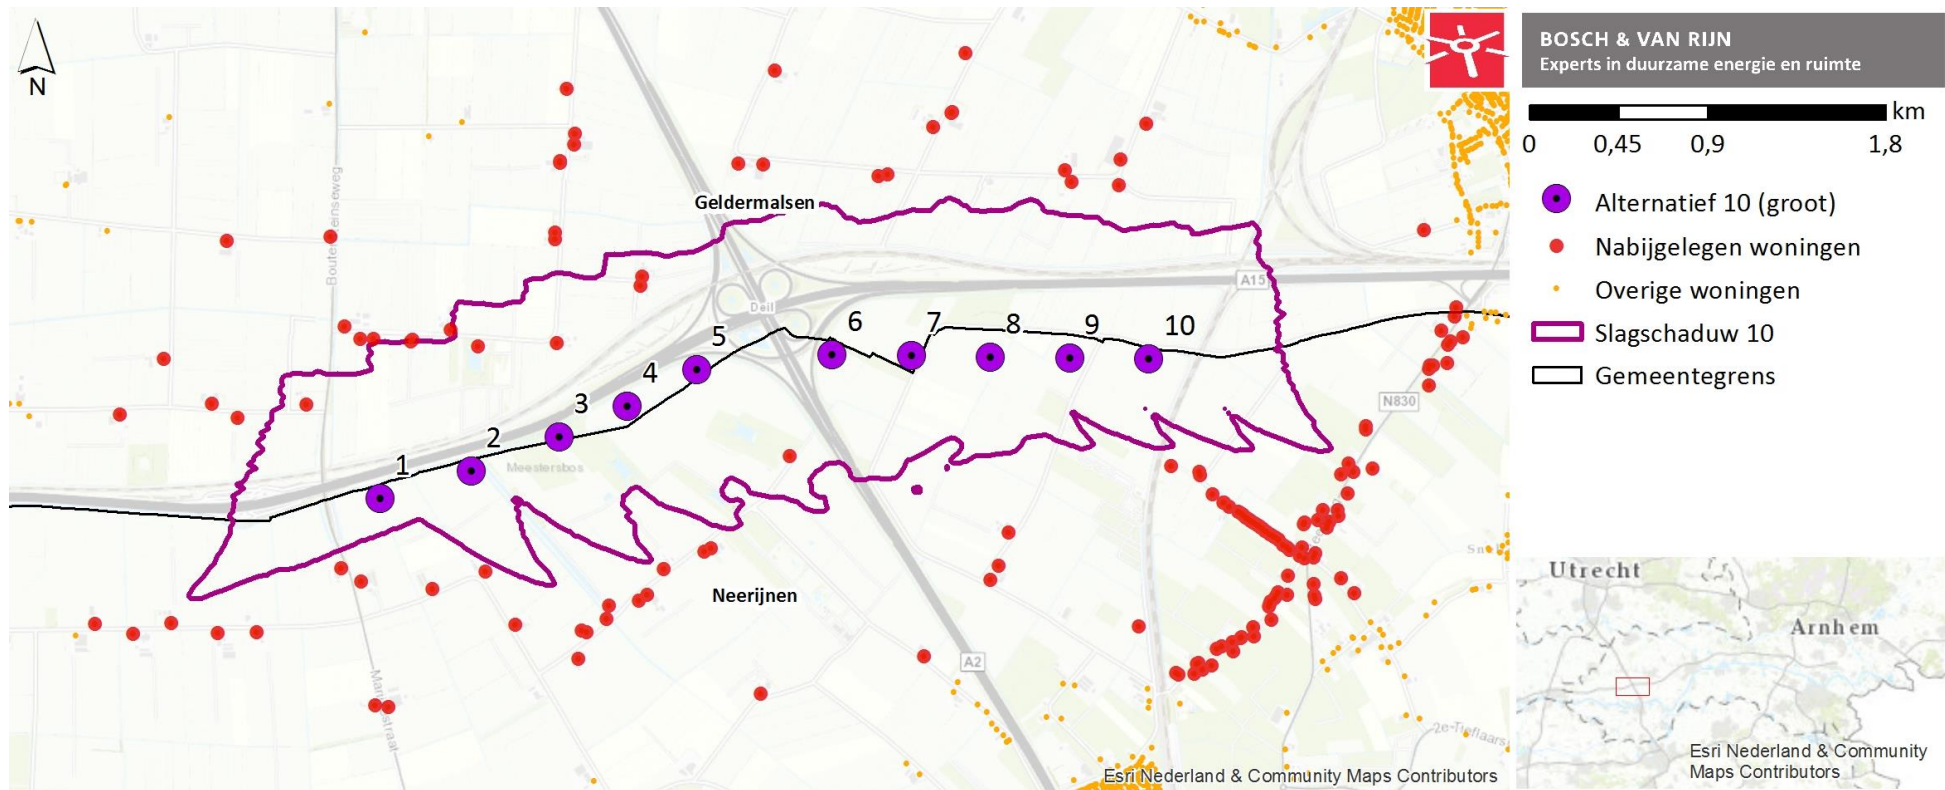 N
Geldermalsen
Deil
A15
5
6
7
8
9
10
4
3
2
1
Meestersbos
N830
Neerijnen
A2
Esri Nederland & Community Maps Contributors
BOSCH & VAN RIJN
Experts in duurzame energie en ruimte
km
0 0,45 0,9 1,8
Alternatief 10 (groot)
Nabijgelegen woningen
Overige woningen
Slagschaduw 10
Gemeentegrens
Utrecht
Arnhem
Esri Nederland & Community
Maps Contributors